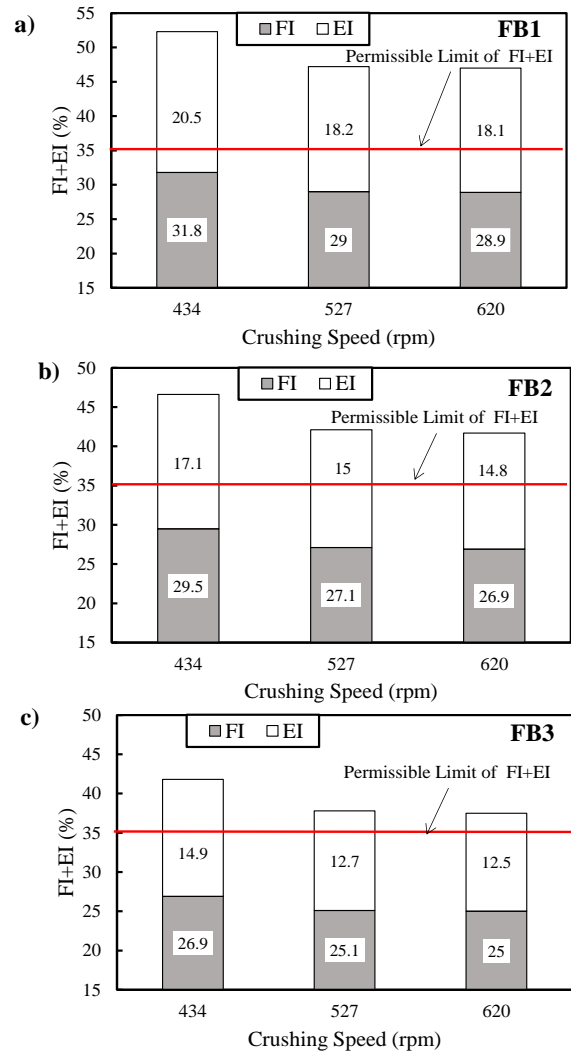 a)
FB1
FI EI
Permissible Limit of FI+EI
FI+EI (%)
55
50
45
40
35
30
25
20
15
20.5
18.2
18.1
31.8
29
28.9
434 527 620
Crushing Speed (rpm)
b)
FB2
FI EI
Permissible Limit of FI+EI
FI+EI (%)
50
45
40
35
30
25
20
15
17.1
15
14.8
29.5
27.1
26.9
434 527 620
Crushing Speed (rpm)
c)
FB3
FI EI
Permissible Limit of FI+EI
FI+EI (%)
50
45
40
35
30
25
20
15
14.9
12.7
12.5
26.9
25.1
25
434 527 620
Crushing Speed (rpm)